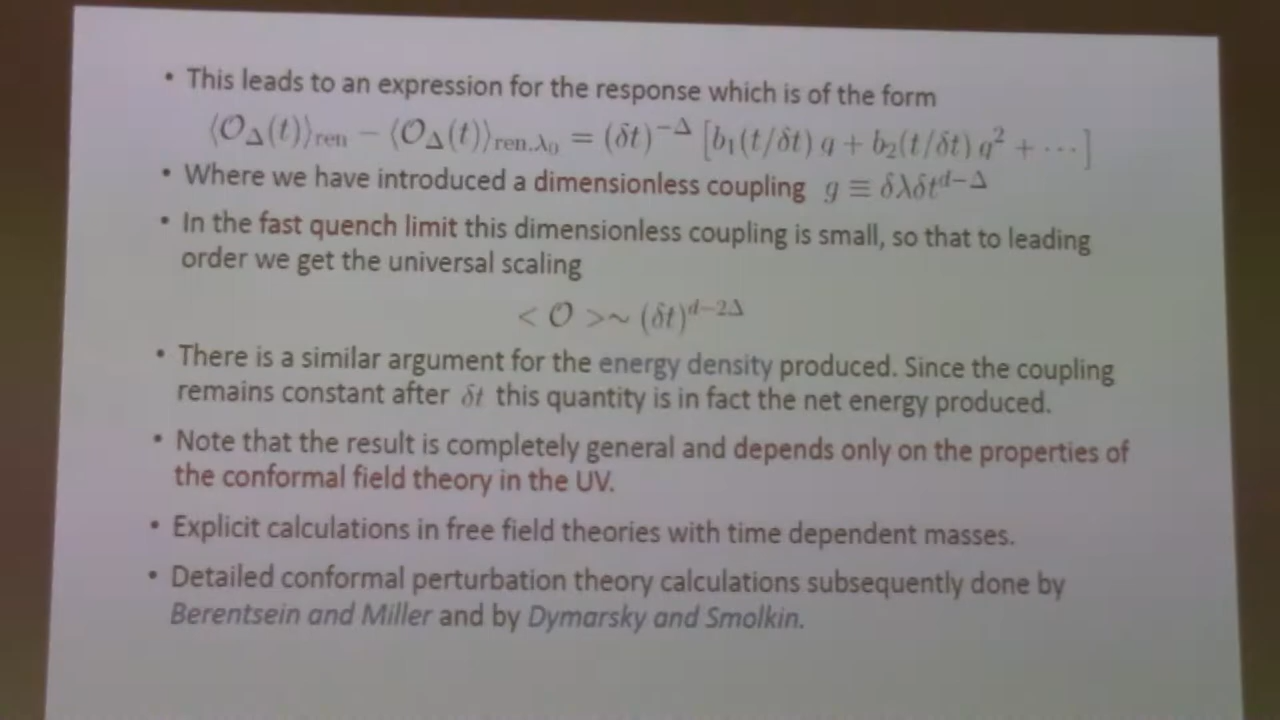 • This leads to an expression for the response which is of the form
⟨𝒪_Δ(t)⟩_ren − ⟨𝒪_Δ(t)⟩_ren,λ₀ = (δt)^−Δ [b₁(t/δt) g + b₂(t/δt) g² + ⋯]
• Where we have introduced a dimensionless coupling g ≡ δλδt^d−Δ
• In the fast quench limit this dimensionless coupling is small, so that to leading
order we get the universal scaling
< 𝒪 >∼ (δt)^d−2Δ
• There is a similar argument for the energy density produced. Since the coupling
remains constant after δt this quantity is in fact the net energy produced.
• Note that the result is completely general and depends only on the properties of
the conformal field theory in the UV.
• Explicit calculations in free field theories with time dependent masses.
• Detailed conformal perturbation theory calculations subsequently done by
Berentsein and Miller and by Dymarsky and Smolkin.